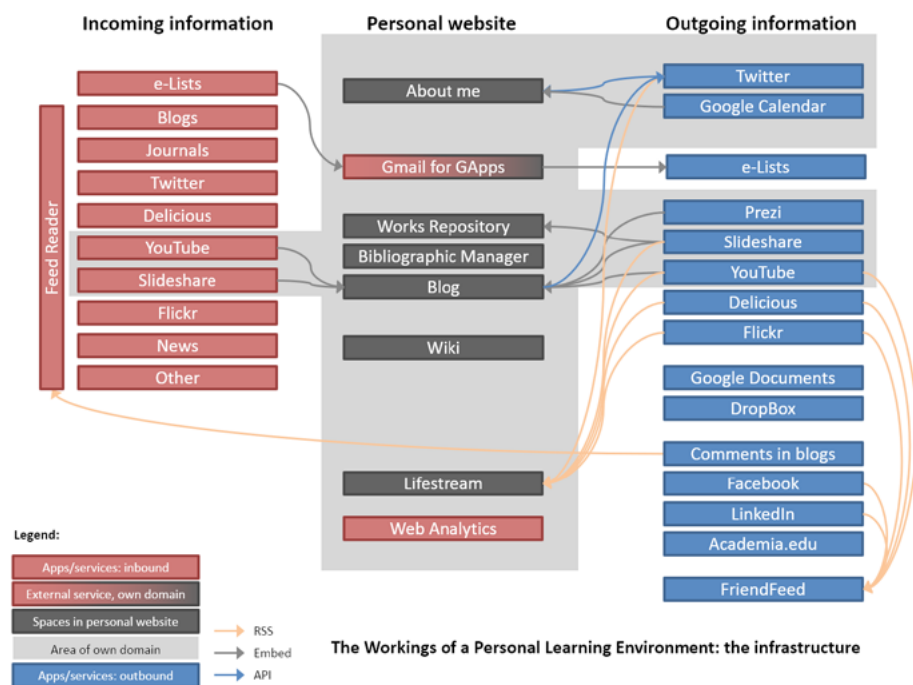 Incoming information
Personal website
Outgoing information
Feed Reader
e-Lists
Blogs
Journals
Twitter
Delicious
YouTube
Slideshare
Flickr
News
Other
About me
Gmail for GApps
Works Repository
Bibliographic Manager
Blog
Wiki
Lifestream
Web Analytics
Twitter
Google Calendar
e-Lists
Prezi
Slideshare
YouTube
Delicious
Flickr
Google Documents
DropBox
Comments in blogs
Facebook
LinkedIn
Academia.edu
FriendFeed
Legend:
Apps/services: inbound
External service, own domain
Spaces in personal website
Area of own domain
Apps/services: outbound
RSS
Embed
API
The Workings of a Personal Learning Environment: the infrastructure